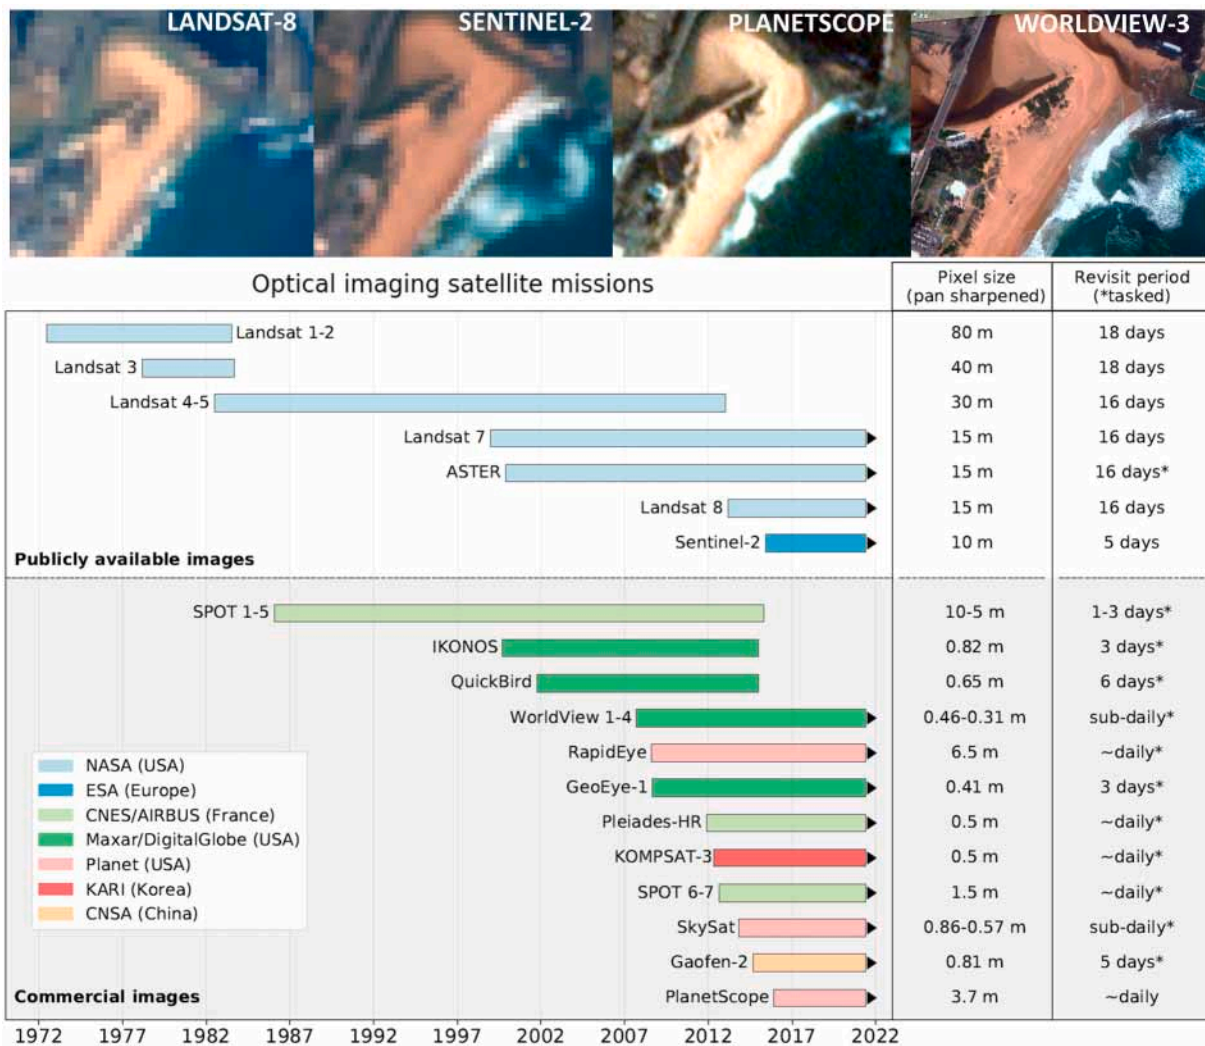 LANDSAT-8 SENTINEL-2 PLANETSCOPE WORLDVIEW-3
Optical imaging satellite missions
Pixel size
(pan sharpened)
Revisit period
(*tasked)
Landsat 1-2 80 m 18 days
Landsat 3 40 m 18 days
Landsat 4-5 30 m 16 days
Landsat 7 15 m 16 days
ASTER 15 m 16 days*
Landsat 8 15 m 16 days
Sentinel-2 10 m 5 days
Publicly available images
SPOT 1-5 10-5 m 1-3 days*
IKONOS 0.82 m 3 days*
QuickBird 0.65 m 6 days*
WorldView 1-4 0.46-0.31 m sub-daily*
RapidEye 6.5 m ~daily*
GeoEye-1 0.41 m 3 days*
Pleiades-HR 0.5 m ~daily*
KOMPSAT-3 0.5 m ~daily*
SPOT 6-7 1.5 m ~daily*
SkySat 0.86-0.57 m sub-daily*
Gaofen-2 0.81 m 5 days*
PlanetScope 3.7 m ~daily
NASA (USA)
ESA (Europe)
CNES/AIRBUS (France)
Maxar/DigitalGlobe (USA)
Planet (USA)
KARI (Korea)
CNSA (China)
Commercial images
1972 1977 1982 1987 1992 1997 2002 2007 2012 2017 2022